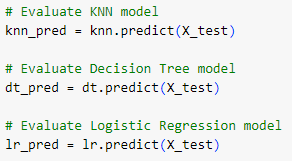 # Evaluate KNN model
knn_pred = knn.predict(X_test)
# Evaluate Decision Tree model
dt_pred = dt.predict(X_test)
# Evaluate Logistic Regression model
lr_pred = lr.predict(X_test)